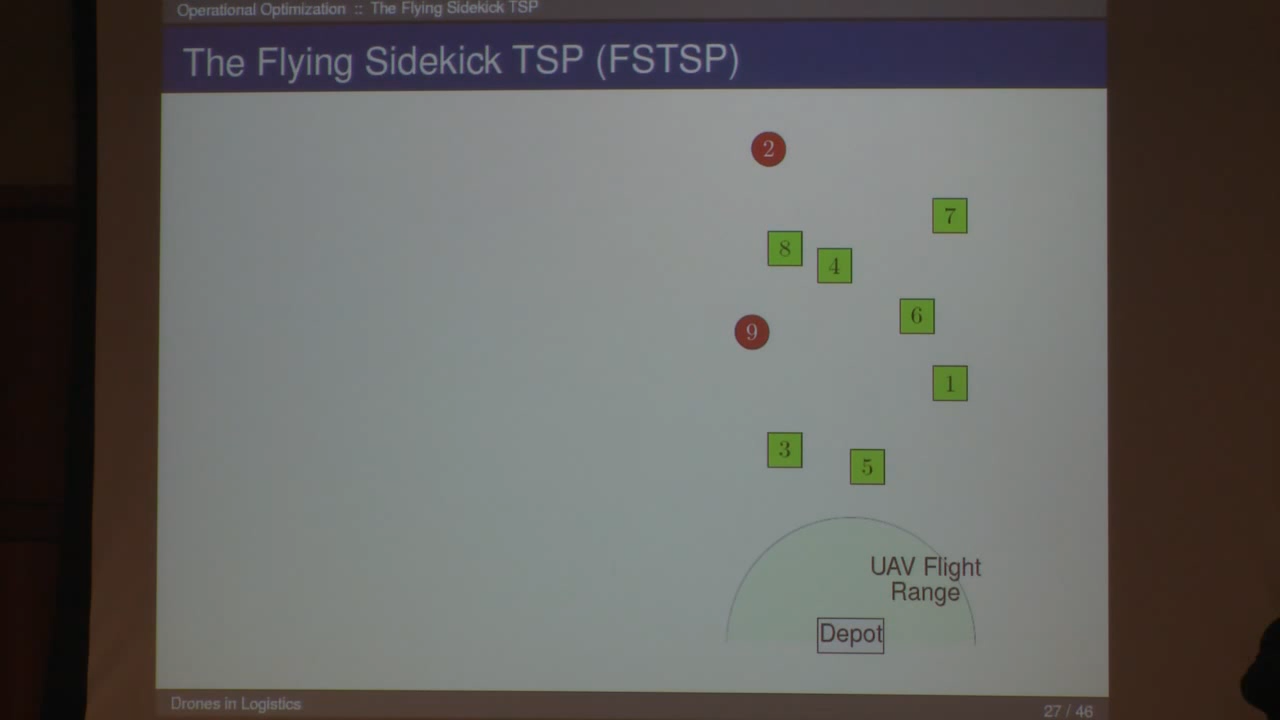 Operational Optimization :: The Flying Sidekick TSP
The Flying Sidekick TSP (FSTSP)
2
7
8
4
6
9
1
3
5
UAV Flight
Range
Depot
Drones in Logistics
27 / 46